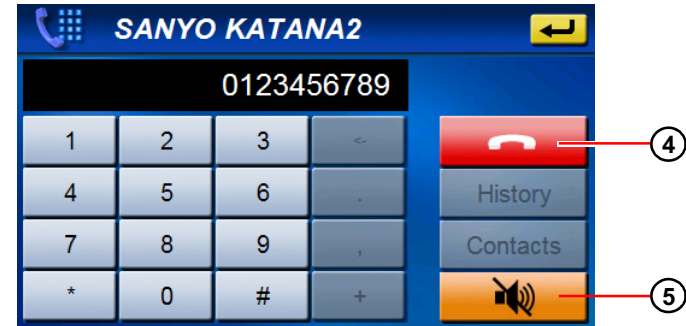 SANYO KATANA2
0123456789
1 2 3 <-
4 5 6 . History
7 8 9 , Contacts
* 0 # +
4
5